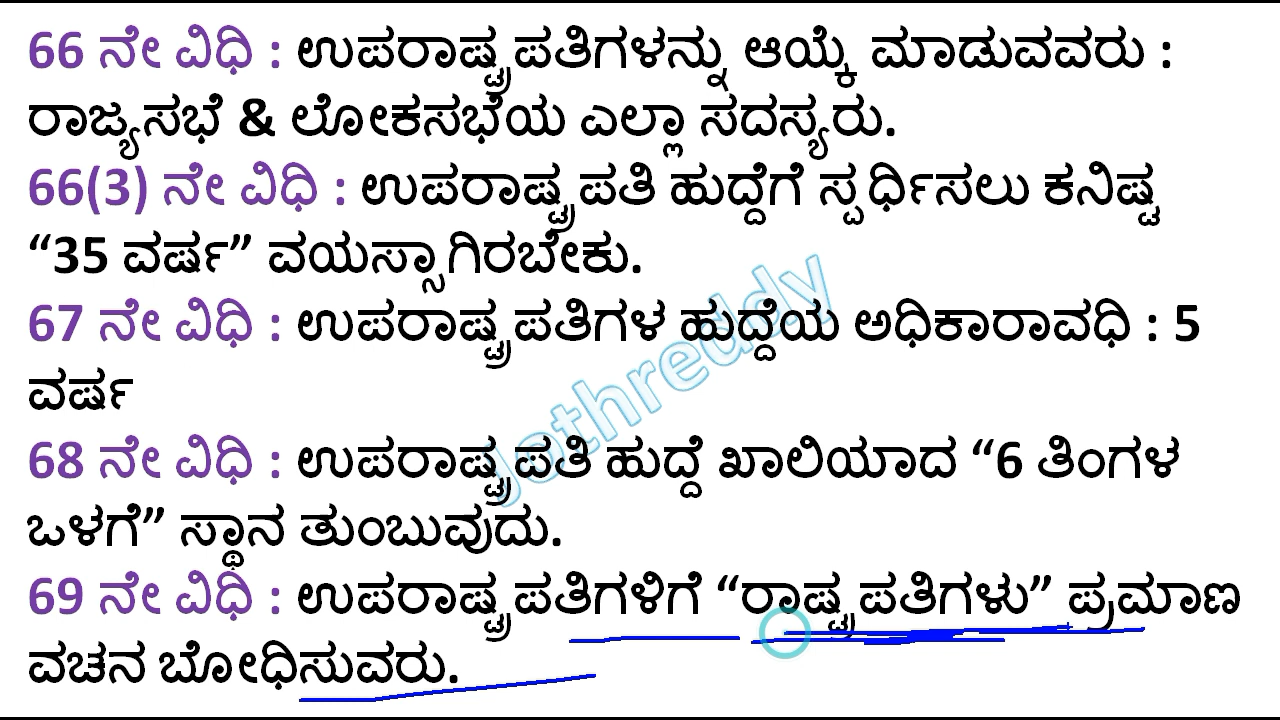 66 ನೇ ವಿಧಿ : ಉಪರಾಷ್ಟ್ರಪತಿಗಳನ್ನು ಆಯ್ಕೆ ಮಾಡುವವರು :
ರಾಜ್ಯಸಭೆ & ಲೋಕಸಭೆಯ ಎಲ್ಲಾ ಸದಸ್ಯರು.
66(3) ನೇ ವಿಧಿ : ಉಪರಾಷ್ಟ್ರಪತಿ ಹುದ್ದೆಗೆ ಸ್ಪರ್ಧಿಸಲು ಕನಿಷ್ಟ
“35 ವರ್ಷ” ವಯಸ್ಸಾಗಿರಬೇಕು.
67 ನೇ ವಿಧಿ : ಉಪರಾಷ್ಟ್ರಪತಿಗಳ ಹುದ್ದೆಯ ಅಧಿಕಾರಾವಧಿ : 5
ವರ್ಷ
68 ನೇ ವಿಧಿ : ಉಪರಾಷ್ಟ್ರಪತಿ ಹುದ್ದೆ ಖಾಲಿಯಾದ “6 ತಿಂಗಳ
ಒಳಗೆ” ಸ್ಥಾನ ತುಂಬುವುದು.
69 ನೇ ವಿಧಿ : ಉಪರಾಷ್ಟ್ರಪತಿಗಳಿಗೆ “ರಾಷ್ಟ್ರಪತಿಗಳು” ಪ್ರಮಾಣ
ವಚನ ಬೋಧಿಸುವರು.
Jothreddy